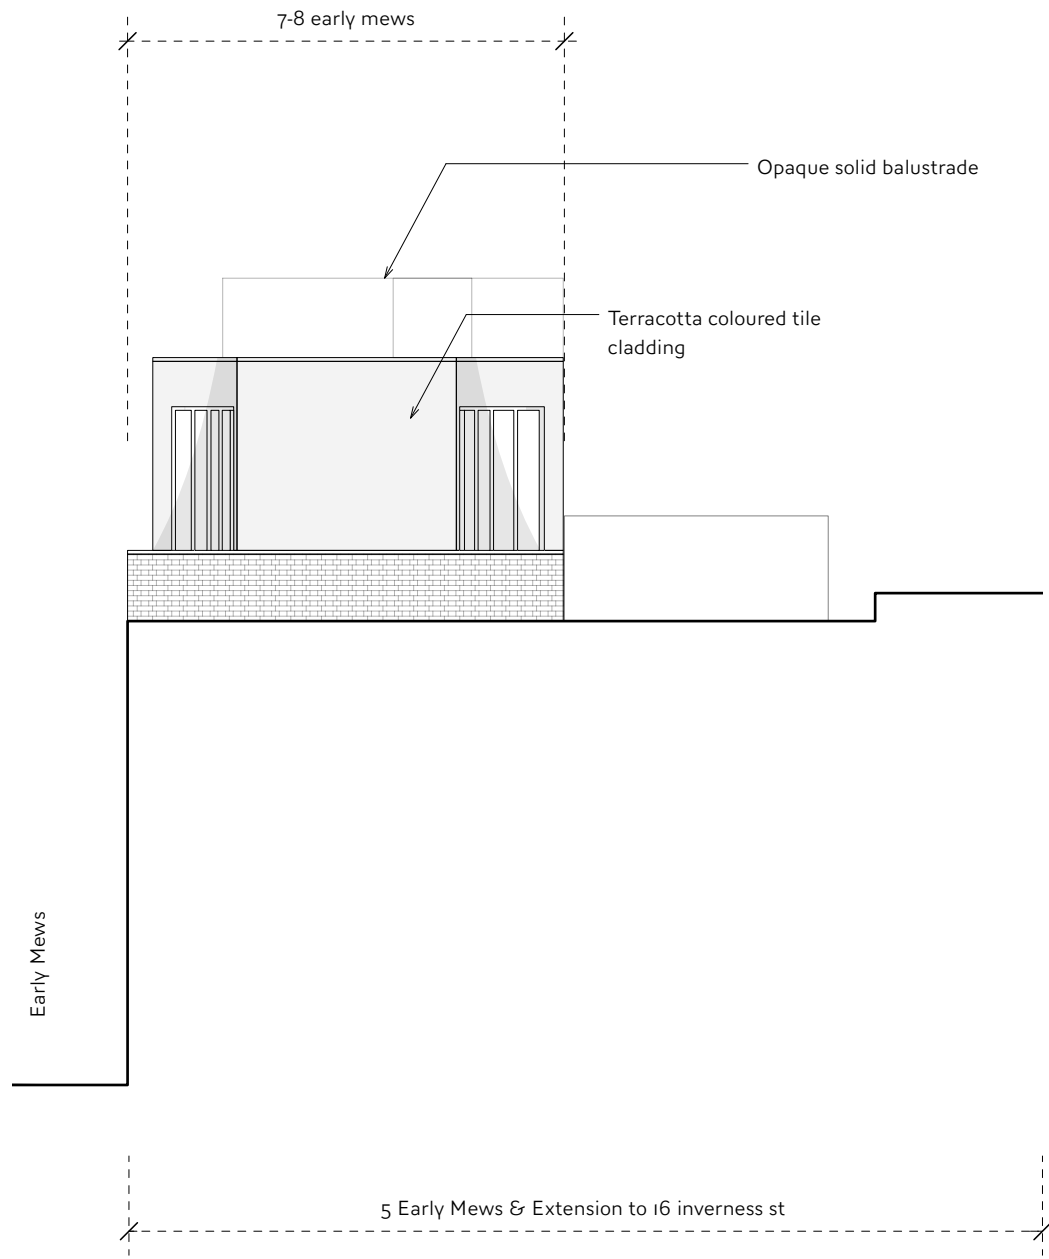 7-8 early mews
Opaque solid balustrade
Terracotta coloured tile
cladding
Early Mews
5 Early Mews & Extension to 16 inverness st